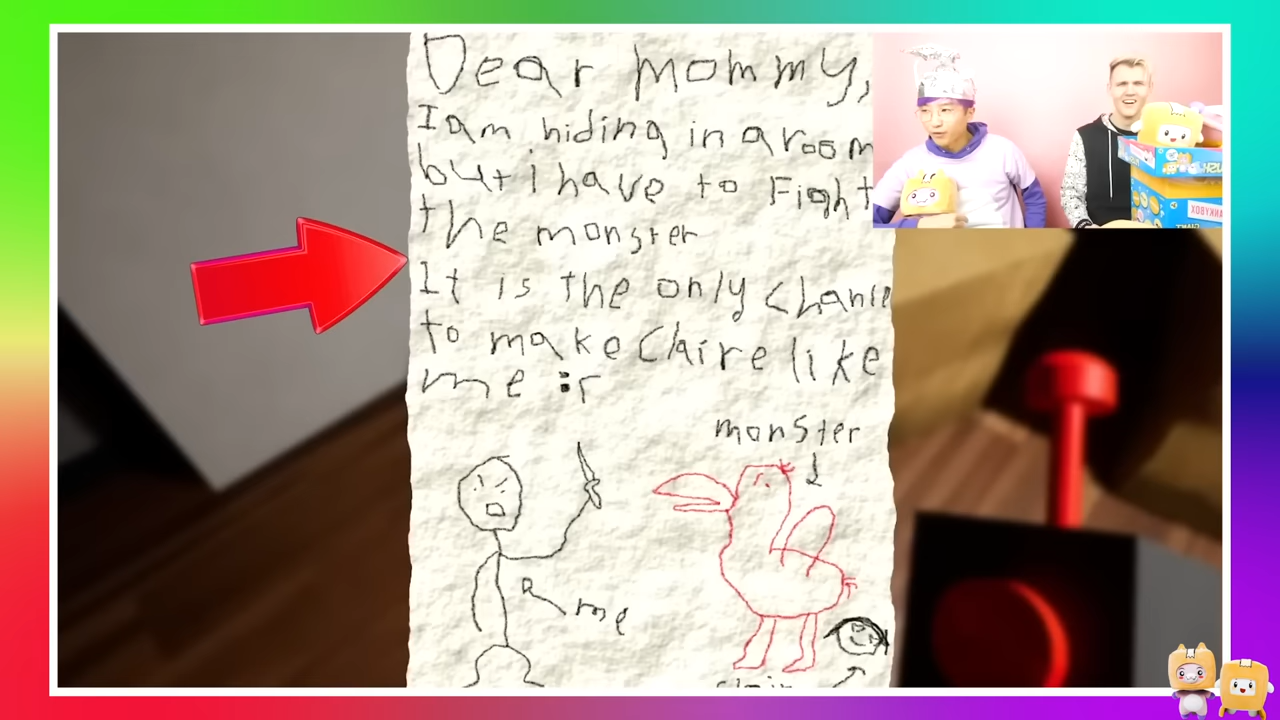 Dear Mommy,
I am hiding in a room
but i have to Fight
the monster
It is the only chance
to make Claire like
me :r
monster
me